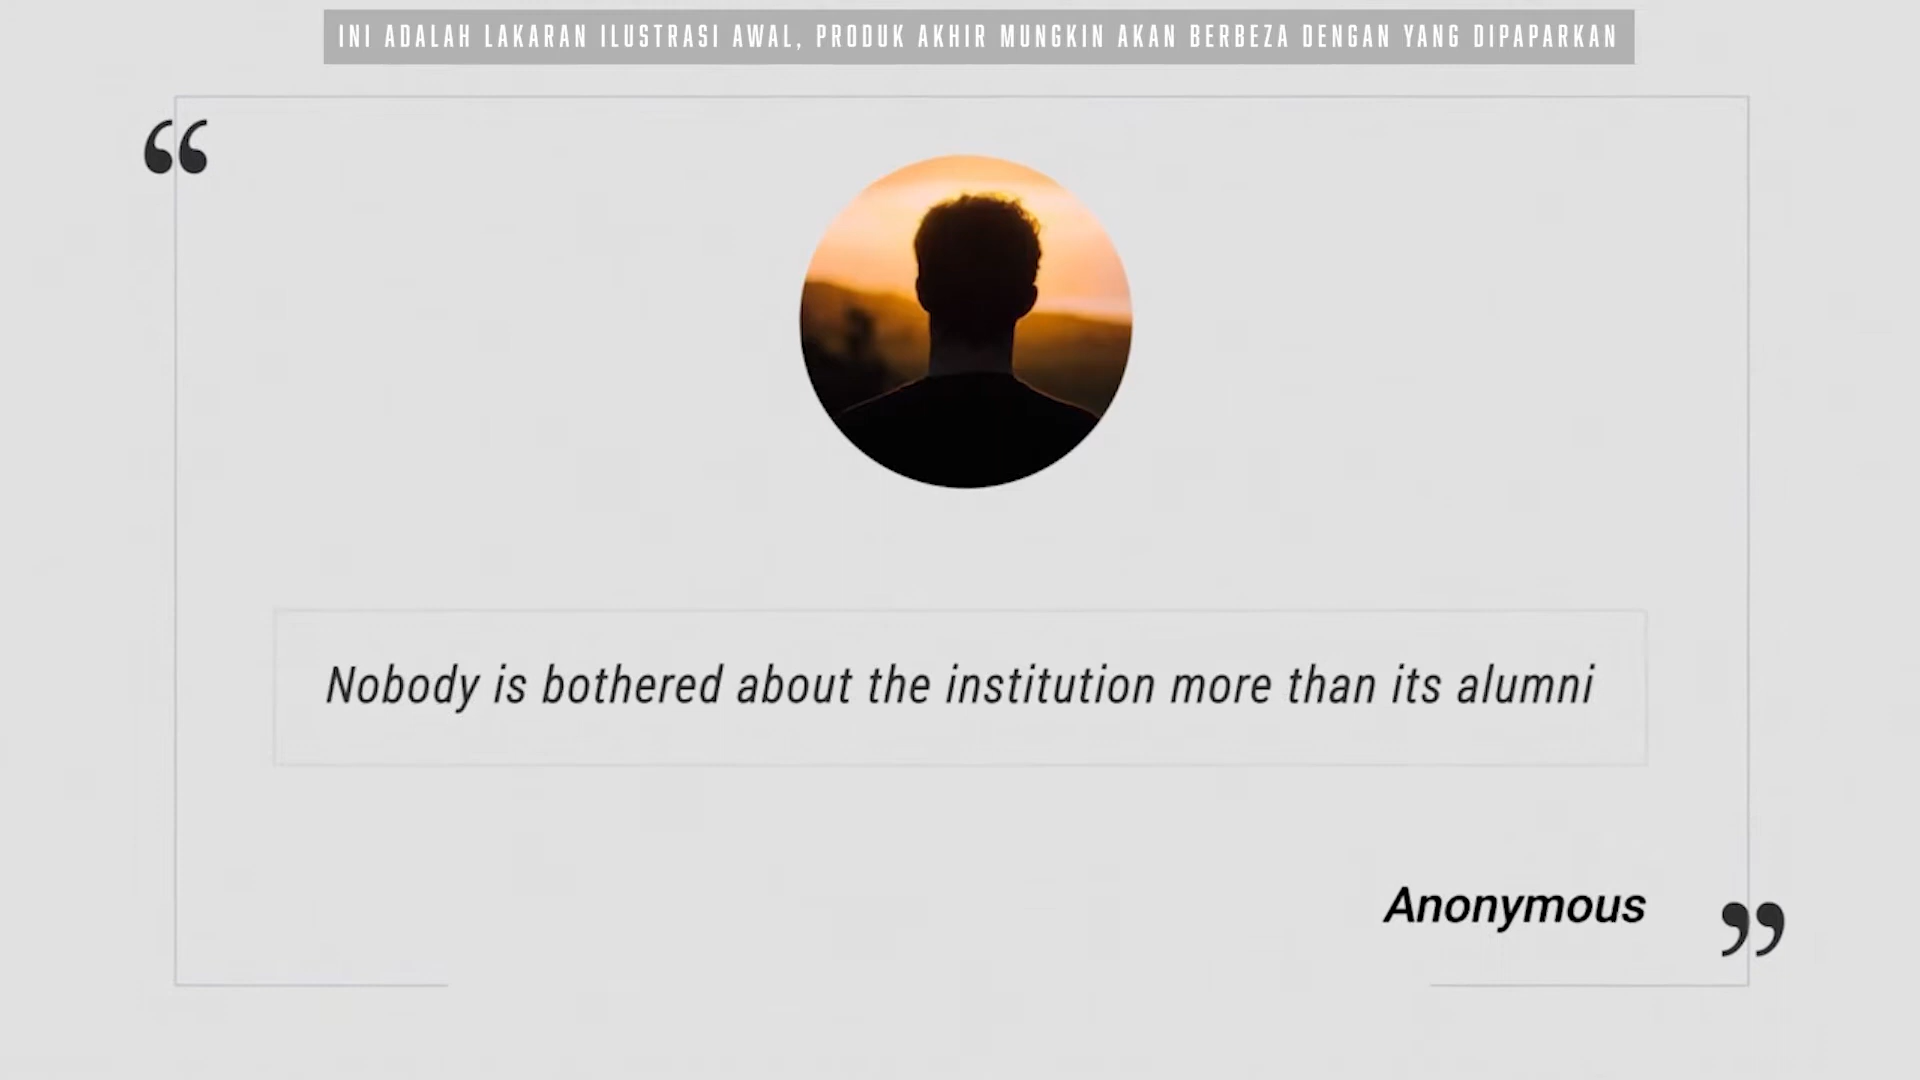 INI ADALAH LAKARAN ILUSTRASI AWAL, PRODUK AKHIR MUNGKIN AKAN BERBEZA DENGAN YANG DIPAPARKAN
“
Nobody is bothered about the institution more than its alumni
Anonymous
”